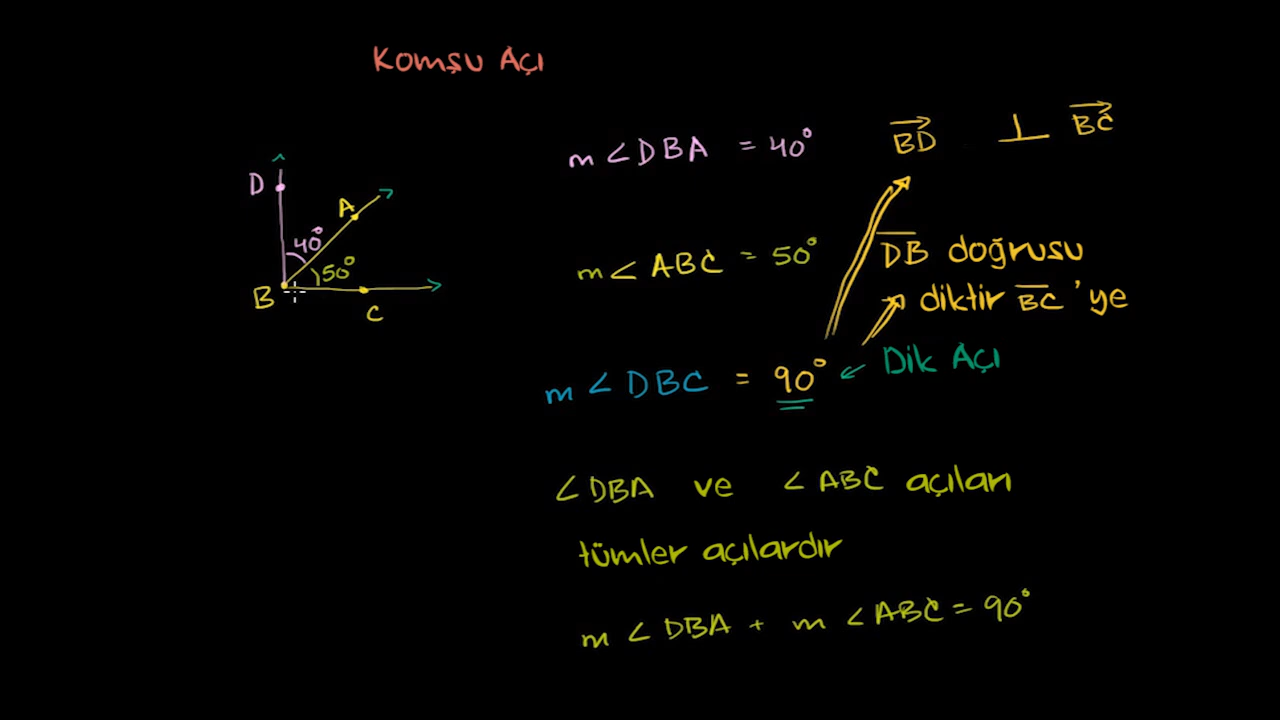 Komşu Açı
m ∠DBA = 40°
BD ⊥ BC
D
A
40°
50°
B
C
m∠ ABC = 50°
DB doğrusu
diktir BC 'ye
m ∠ DBC = 90° ← Dik Açı
∠DBA ve ∠ABC açıları
tümler açılardır
m ∠ DBA + m ∠ABC = 90°